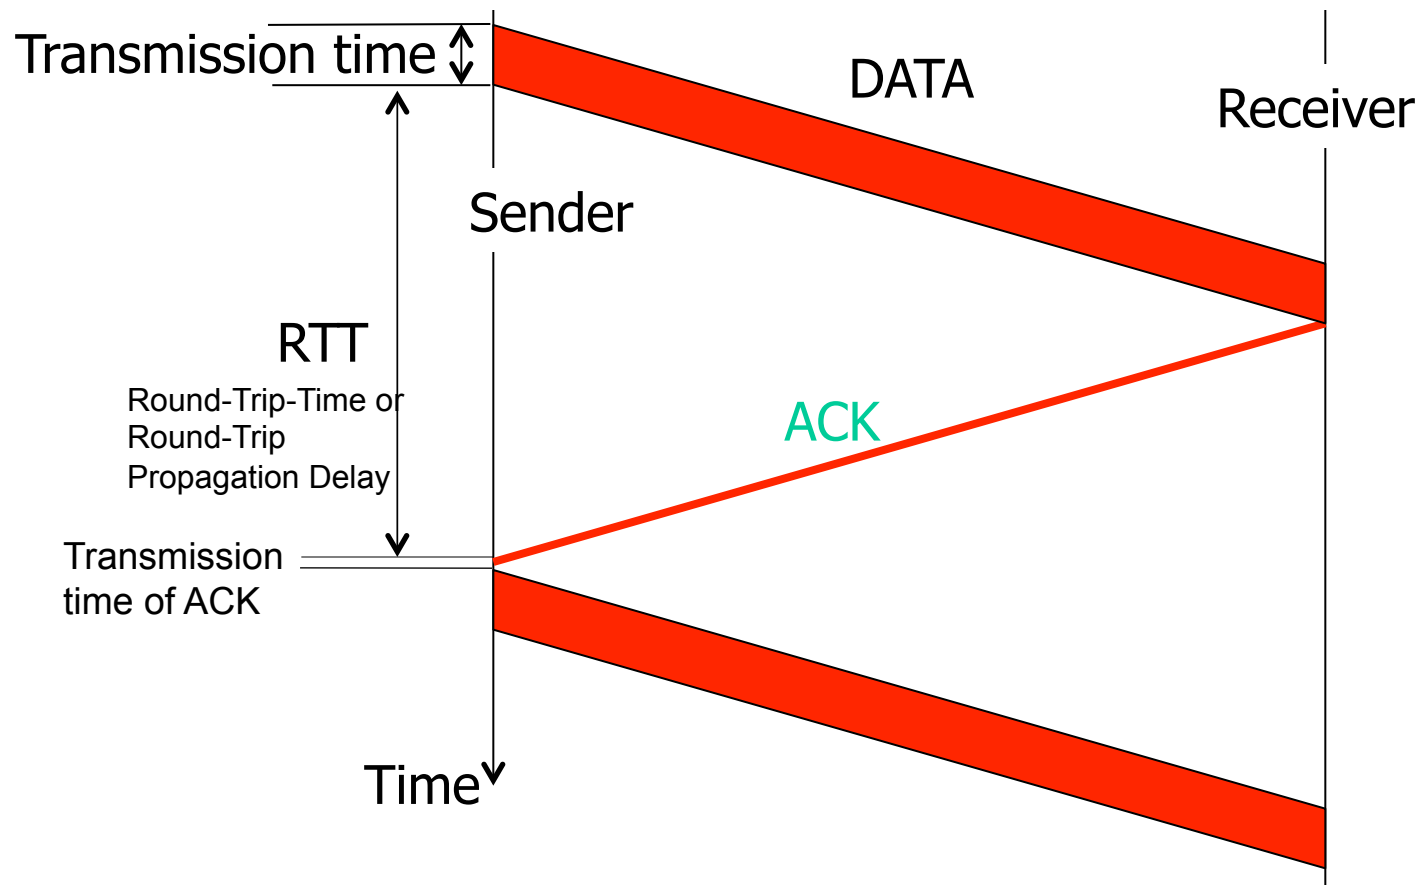 Transmission time
DATA
Receiver
Sender
RTT
Round-Trip-Time or
Round-Trip
Propagation Delay
ACK
Transmission
time of ACK
Time